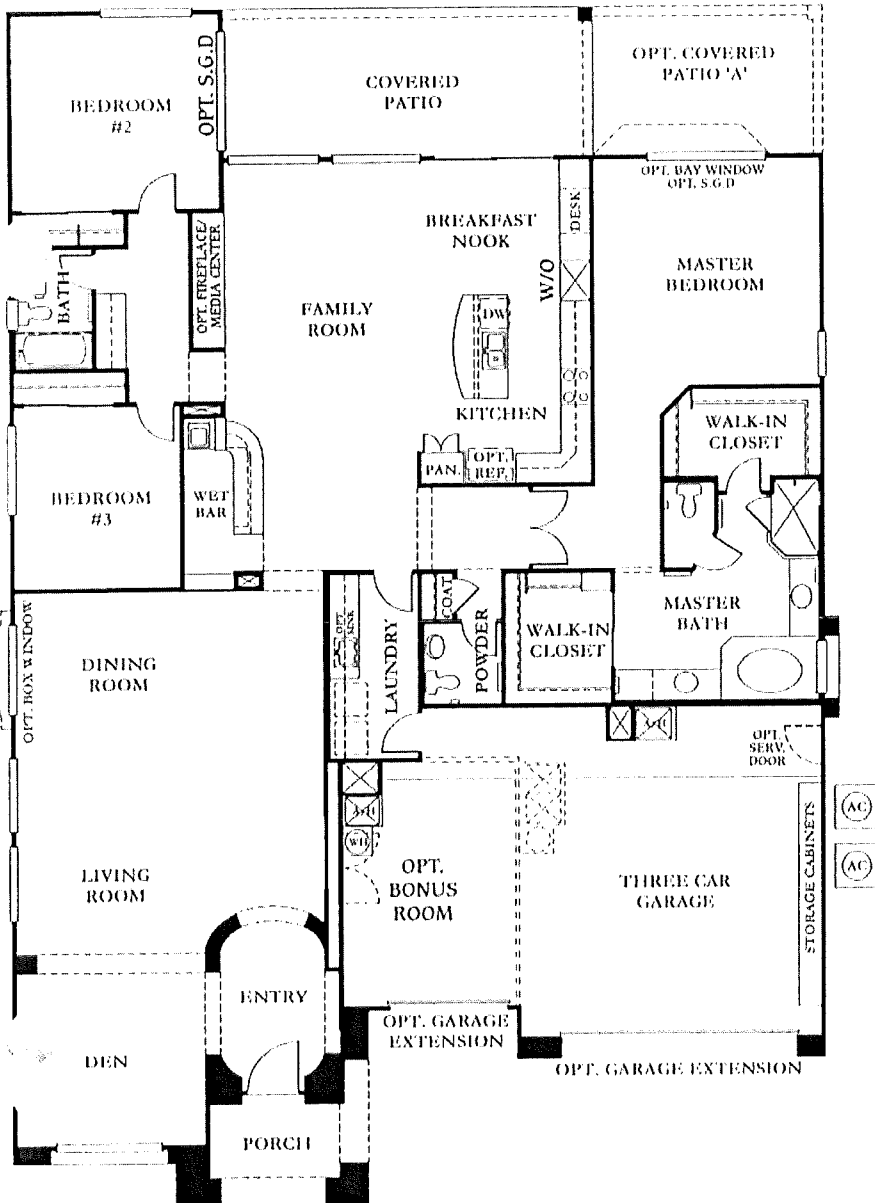 OPT. COVERED
PATIO 'A'
COVERED
PATIO
BEDROOM
#2
OPT. S.G.D
OPT. BAY WINDOW
OPT. S.G.D
BREAKFAST
NOOK
DESK
W/O
MASTER
BEDROOM
OPT. FIREPLACE/
MEDIA CENTER
BATH
FAMILY
ROOM
DW
KITCHEN
WALK-IN
CLOSET
PAN.
OPT.
REF.
BEDROOM
#3
WET
BAR
COAT
OPT.
SINK
LAUNDRY
POWDER
WALK-IN
CLOSET
MASTER
BATH
OPT. BOX WINDOW
DINING
ROOM
OPT.
SERV.
DOOR
AC
AC
WH
LIVING
ROOM
OPT.
BONUS
ROOM
THREE CAR
GARAGE
STORAGE CABINETS
ENTRY
OPT. GARAGE
EXTENSION
OPT. GARAGE EXTENSION
DEN
PORCH